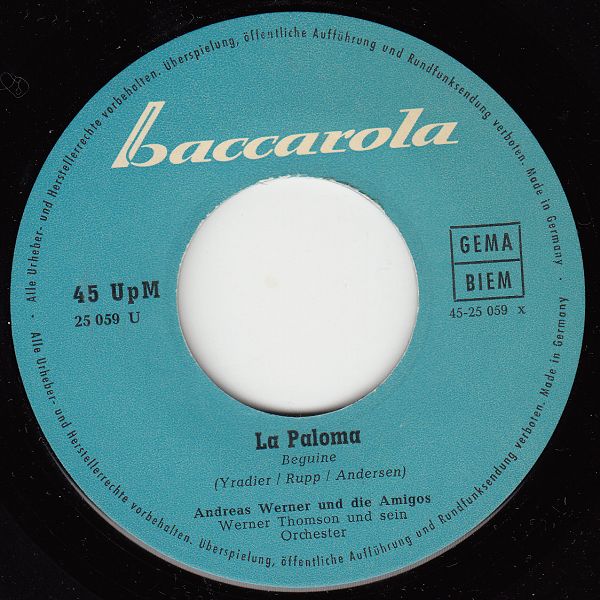 Alle Urheber- und Herstellerrechte vorbehalten. Überspielung, öffentliche Aufführung und Rundfunksendung verboten. Made in Germany ·
baccarola
GEMA
BIEM
45 UpM
25 059 U
45-25 059 x
La Paloma
Beguine
(Yradier / Rupp / Andersen)
Andreas Werner und die Amigos
Werner Thomson und sein
Orchester
· Alle Urheber- und Herstellerrechte vorbehalten. Überspielung, öffentliche Aufführung und Rundfunksendung verboten. Made in Germany ·